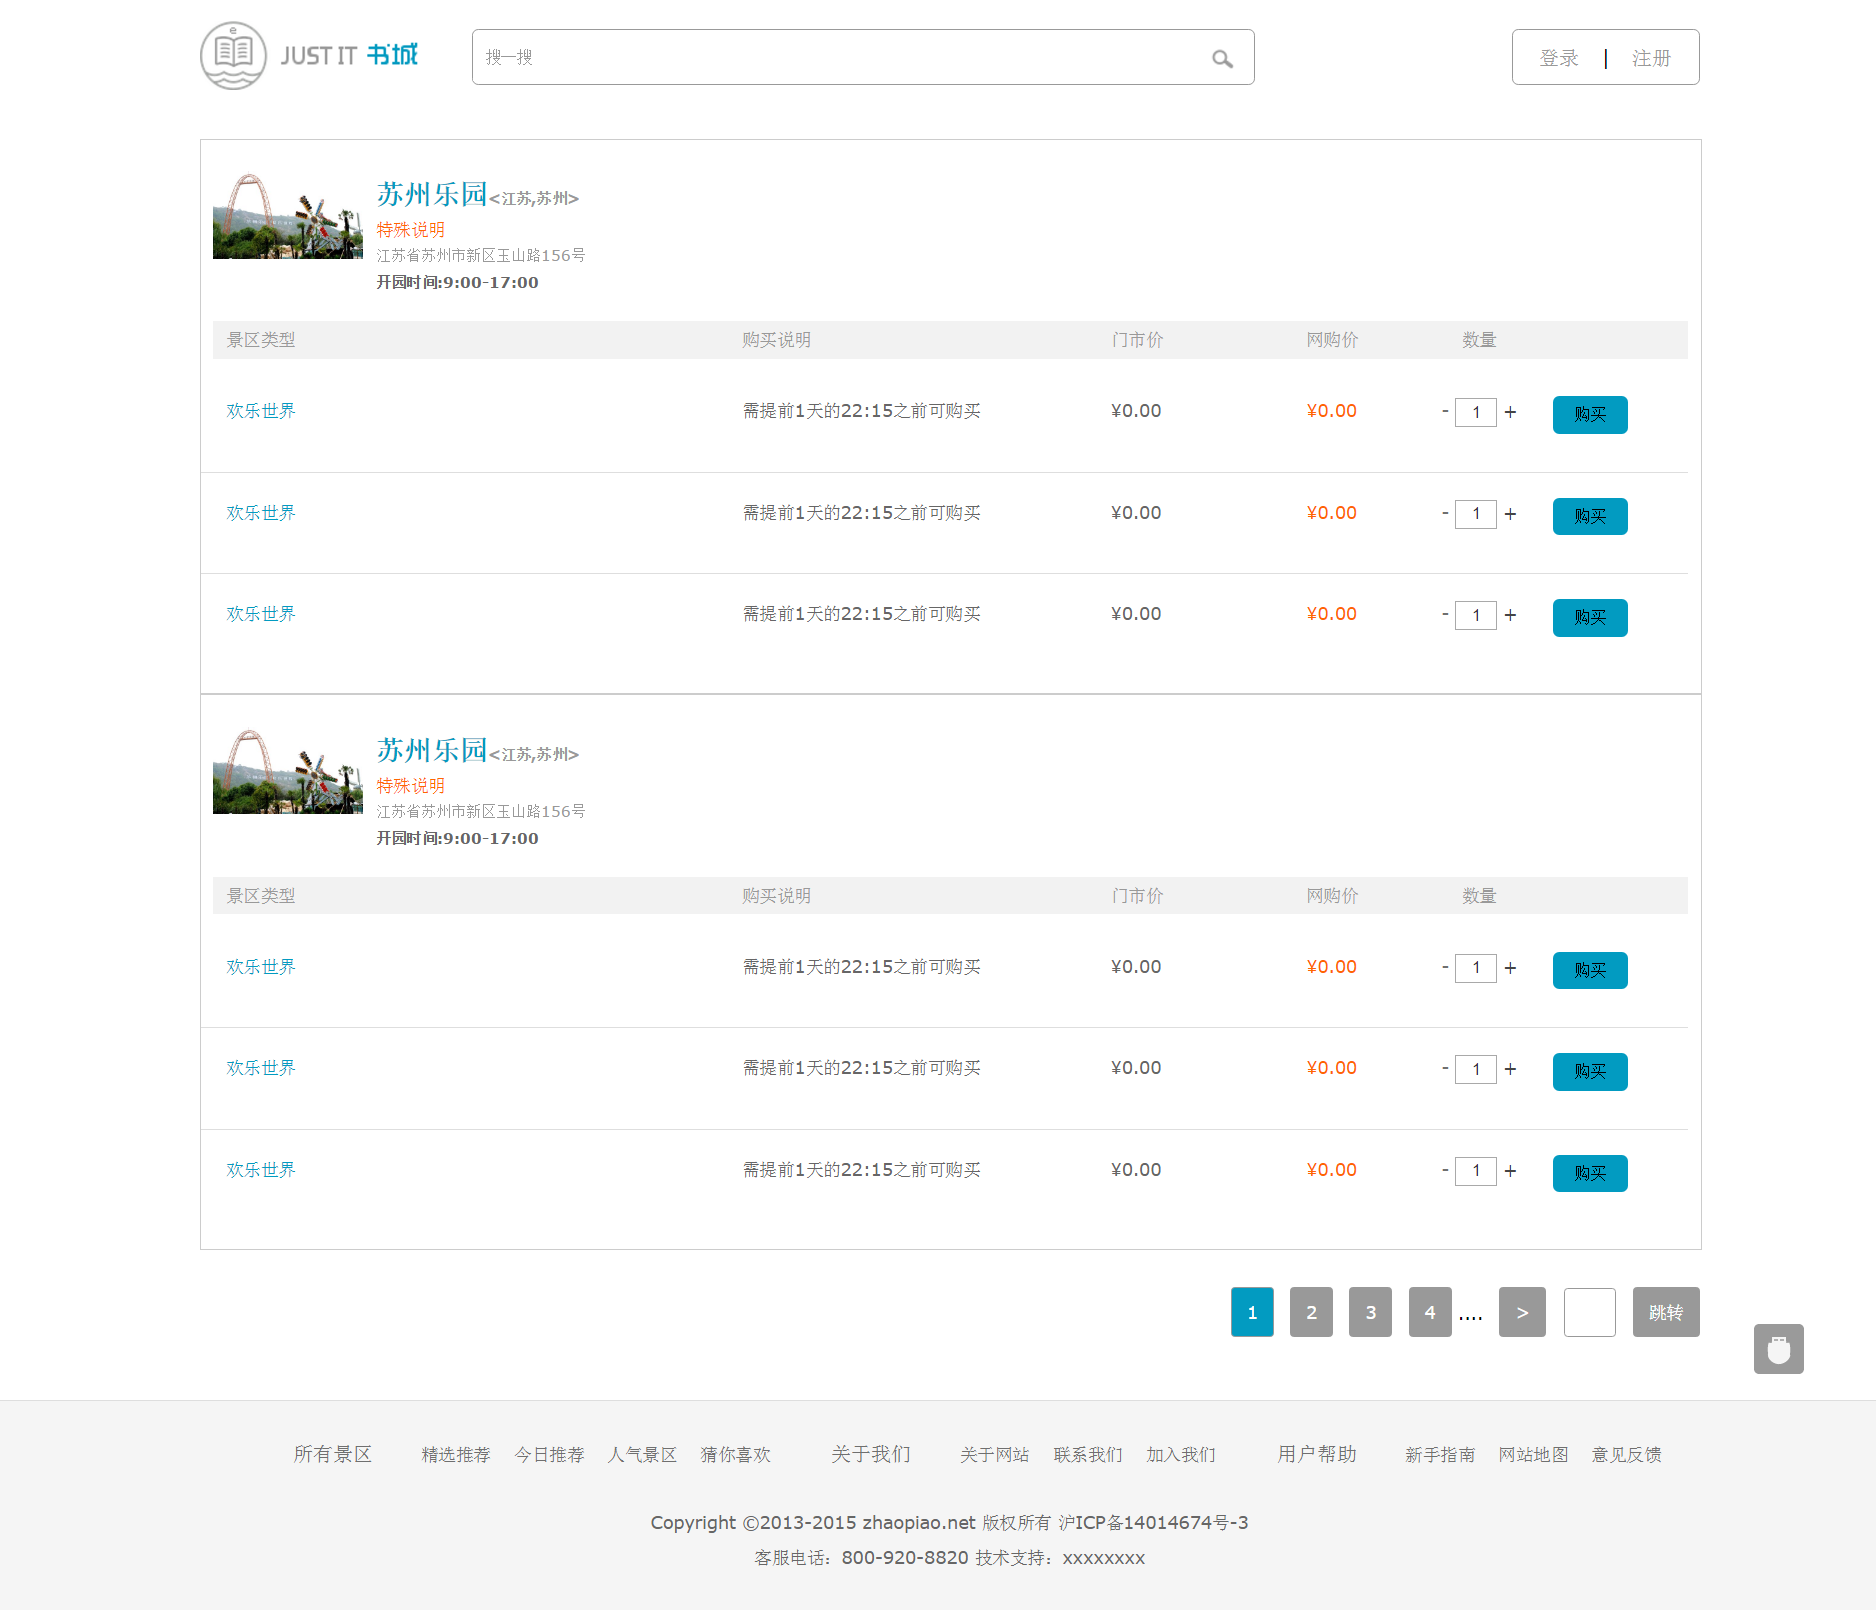 e
JUST IT 书城
搜一搜
登录 | 注册
苏州乐园<江苏,苏州>
特殊说明
江苏省苏州市新区玉山路156号
开园时间:9:00-17:00
景区类型 购买说明 门市价 网购价 数量
欢乐世界 需提前1天的22:15之前可购买 ¥0.00 ¥0.00 - 1 + 购买
欢乐世界 需提前1天的22:15之前可购买 ¥0.00 ¥0.00 - 1 + 购买
欢乐世界 需提前1天的22:15之前可购买 ¥0.00 ¥0.00 - 1 + 购买
苏州乐园<江苏,苏州>
特殊说明
江苏省苏州市新区玉山路156号
开园时间:9:00-17:00
景区类型 购买说明 门市价 网购价 数量
欢乐世界 需提前1天的22:15之前可购买 ¥0.00 ¥0.00 - 1 + 购买
欢乐世界 需提前1天的22:15之前可购买 ¥0.00 ¥0.00 - 1 + 购买
欢乐世界 需提前1天的22:15之前可购买 ¥0.00 ¥0.00 - 1 + 购买
1 2 3 4 .... > 跳转
所有景区 精选推荐 今日推荐 人气景区 猜你喜欢 关于我们 关于网站 联系我们 加入我们 用户帮助 新手指南 网站地图 意见反馈
Copyright ©2013-2015 zhaopiao.net 版权所有 沪ICP备14014674号-3
客服电话：800-920-8820 技术支持：xxxxxxxx